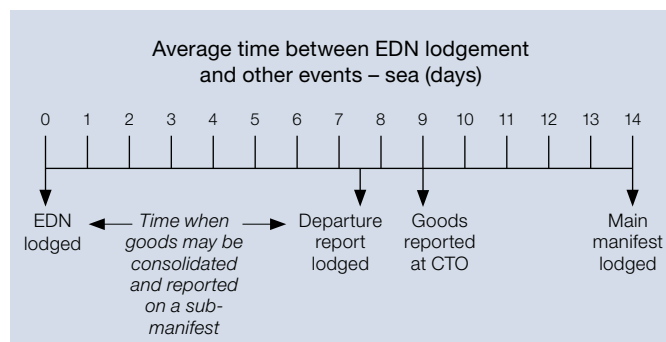 Average time between EDN lodgement
and other events – sea (days)
0 1 2 3 4 5 6 7 8 9 10 11 12 13 14
EDN
lodged
Time when
goods may be
consolidated
and reported
on a sub-
manifest
Departure
report
lodged
Goods
reported
at CTO
Main
manifest
lodged